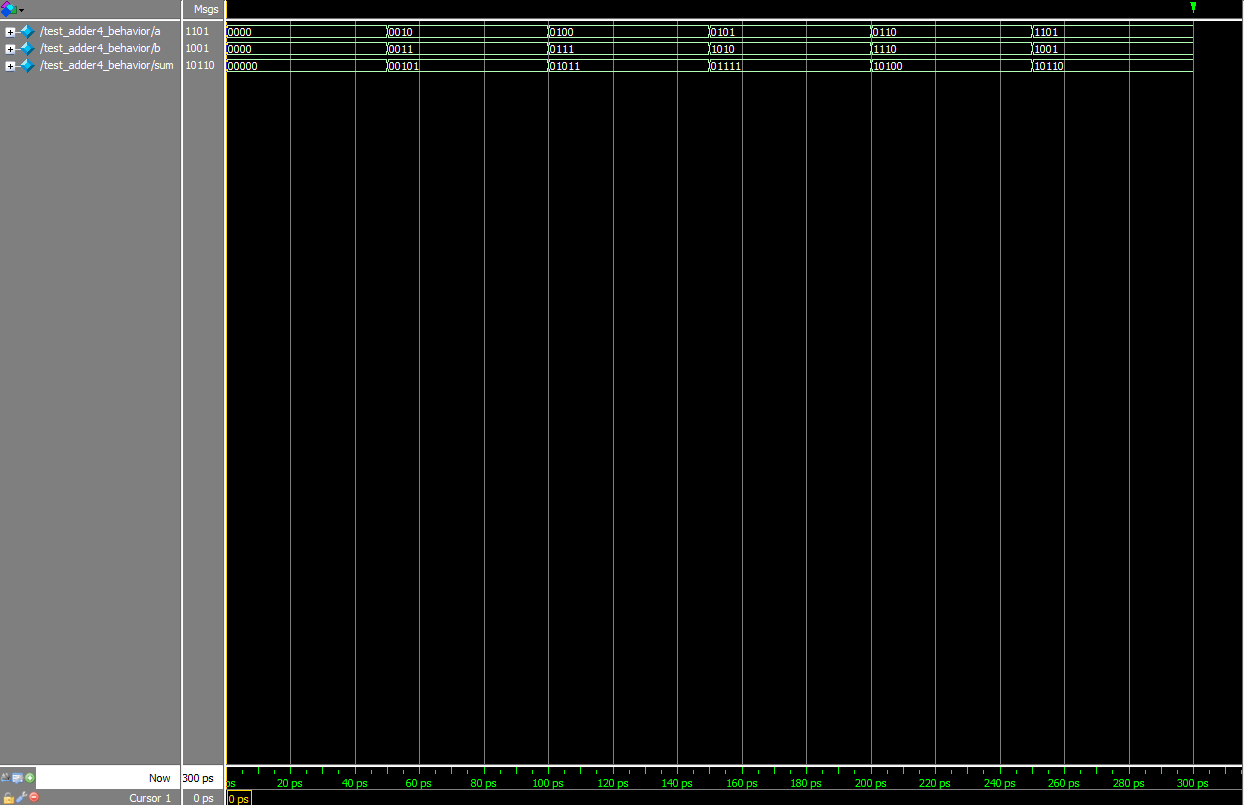 Msgs
/test_adder4_behavior/a 1101 0000 0010 0100 0101 0110 1101
/test_adder4_behavior/b 1001 0000 0011 0111 1010 1110 1001
/test_adder4_behavior/sum 10110 00000 00101 01011 01111 10100 10110
Now 300 ps ps 20 ps 40 ps 60 ps 80 ps 100 ps 120 ps 140 ps 160 ps 180 ps 200 ps 220 ps 240 ps 260 ps 280 ps 300 ps
Cursor 1 0 ps 0 ps